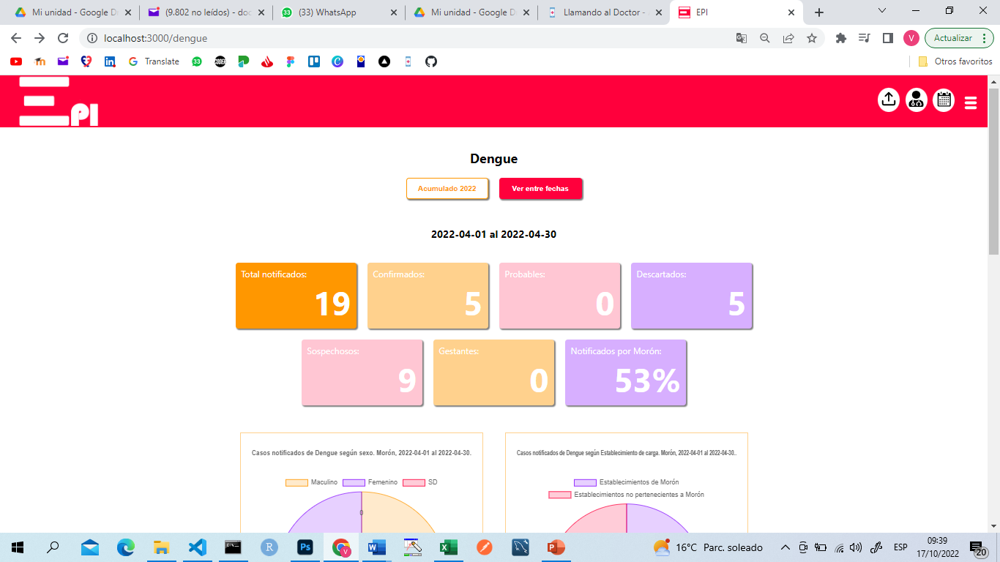 Mi unidad - Google D
(9.802 no leídos) - doc
(33) WhatsApp
Mi unidad - Google D
Llamando al Doctor -
EPI
localhost:3000/dengue
V
Actualizar
Translate
33
Otros favoritos
EPI
Dengue
Acumulado 2022
Ver entre fechas
2022-04-01 al 2022-04-30
Total notificados:
19
Confirmados:
5
Probables:
0
Descartados:
5
Sospechosos:
9
Gestantes:
0
Notificados por Morón:
53%
Casos notificados de Dengue según sexo. Morón, 2022-04-01 al 2022-04-30.
Maculino
Femenino
SD
0
Casos notificados de Dengue según Establecimiento de carga. Morón, 2022-04-01 al 2022-04-30..
Establecimientos de Morón
Establecimientos no pertenecientes a Morón
16°C Parc. soleado
ESP
09:39
17/10/2022
20